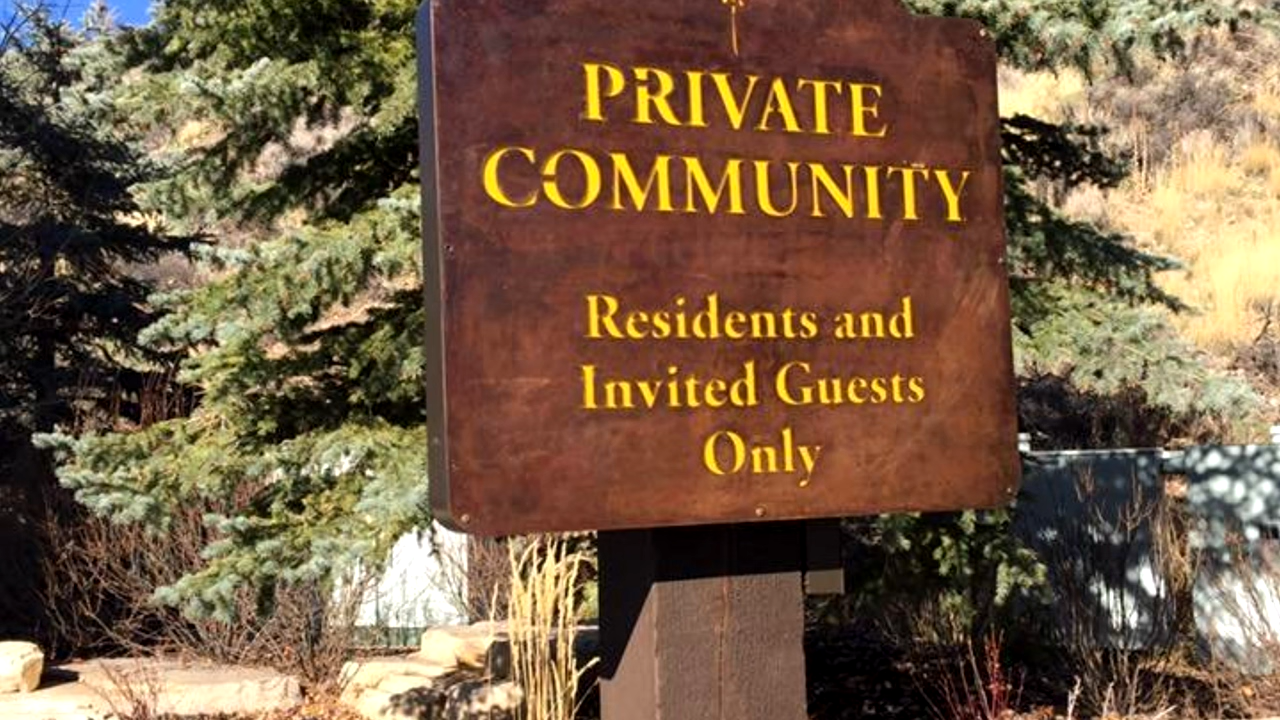 PRIVATE
COMMUNITY
Residents and
Invited Guests
Only